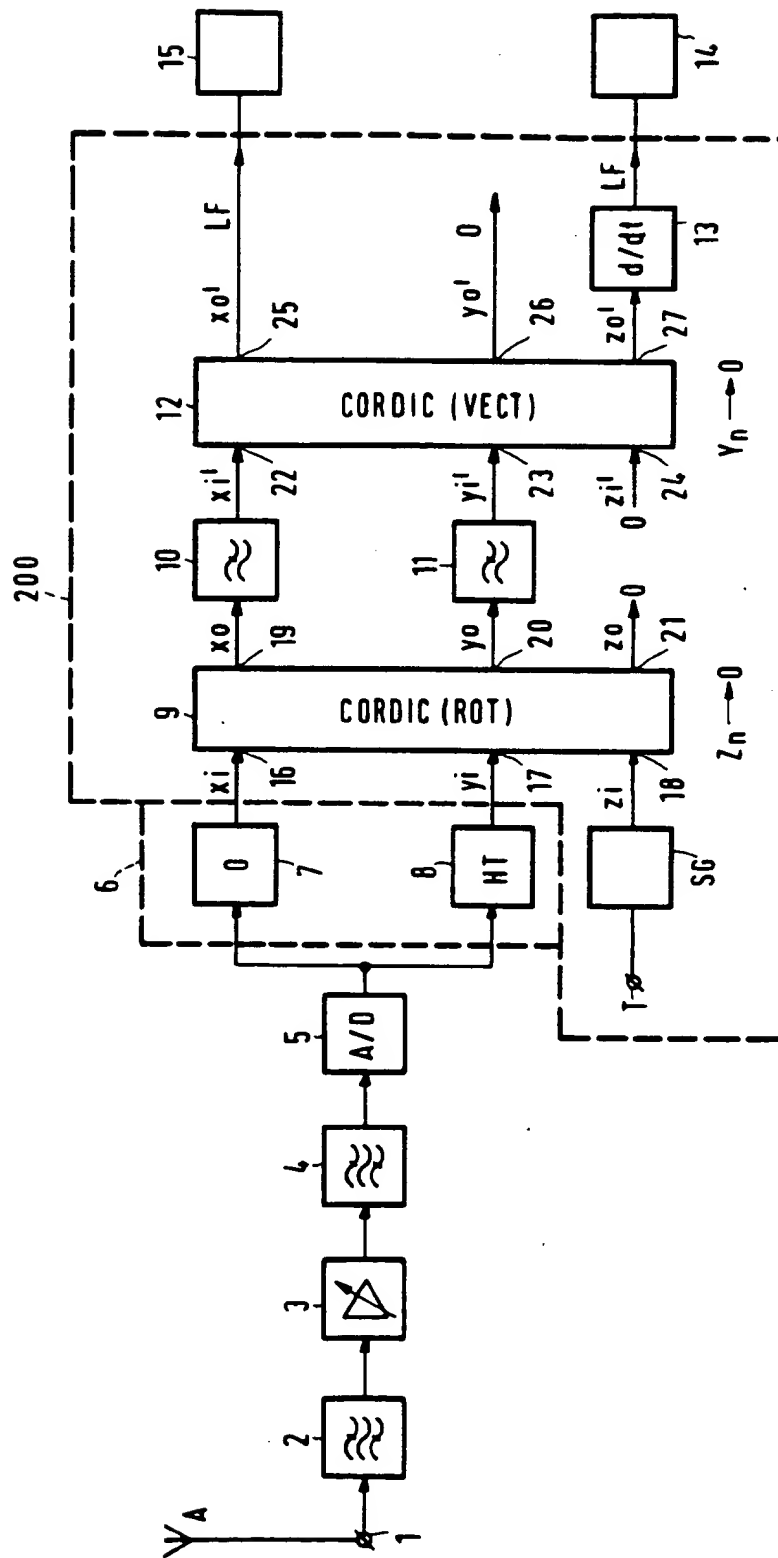 A
1
2
3
4
5
A/D
6
0
7
8
HT
T
SG
200
xi
16
yi
17
zi
18
9
CORDIC (ROT)
xo
19
yo
20
zo
21
0
Zn → 0
10
11
xi'
22
yi'
23
zi'
24
0
12
CORDIC (VECT)
xo'
25
yo'
26
zo'
27
Yn → 0
LF
0
d/dt
13
LF
15
14